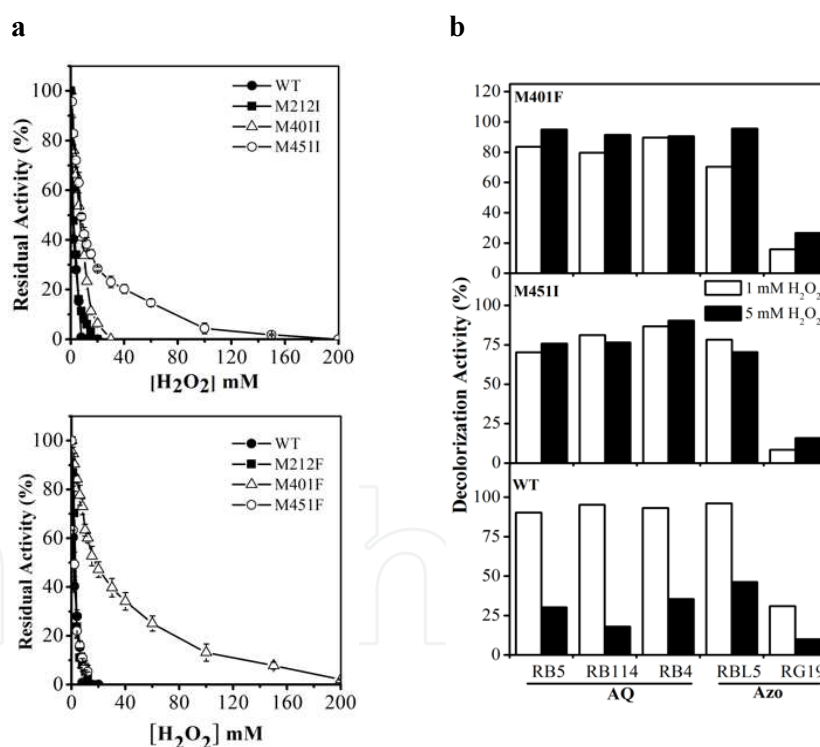 a
b
Residual Activity (%)
100
80
60
40
20
0
WT
M212I
M401I
M451I
0 40 80 120 160 200
[H₂O₂] mM
Residual Activity (%)
100
80
60
40
20
0
WT
M212F
M401F
M451F
0 40 80 120 160 200
[H₂O₂] mM
Decolorization Activity (%)
M401F
120
100
80
60
40
20
0
M451I
1 mM H₂O₂
5 mM H₂O₂
100
75
50
25
0
WT
100
75
50
25
0
RB5 RB114 RB4 RBL5 RG19
AQ Azo